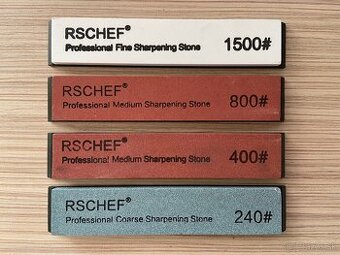 RSCHEF®
Professional Fine Sharpening Stone
1500#
RSCHEF®
Professional Medium Sharpening Stone
800#
RSCHEF®
Professional Medium Sharpening Stone
400#
RSCHEF®
Professional Coarse Sharpening Stone
240#